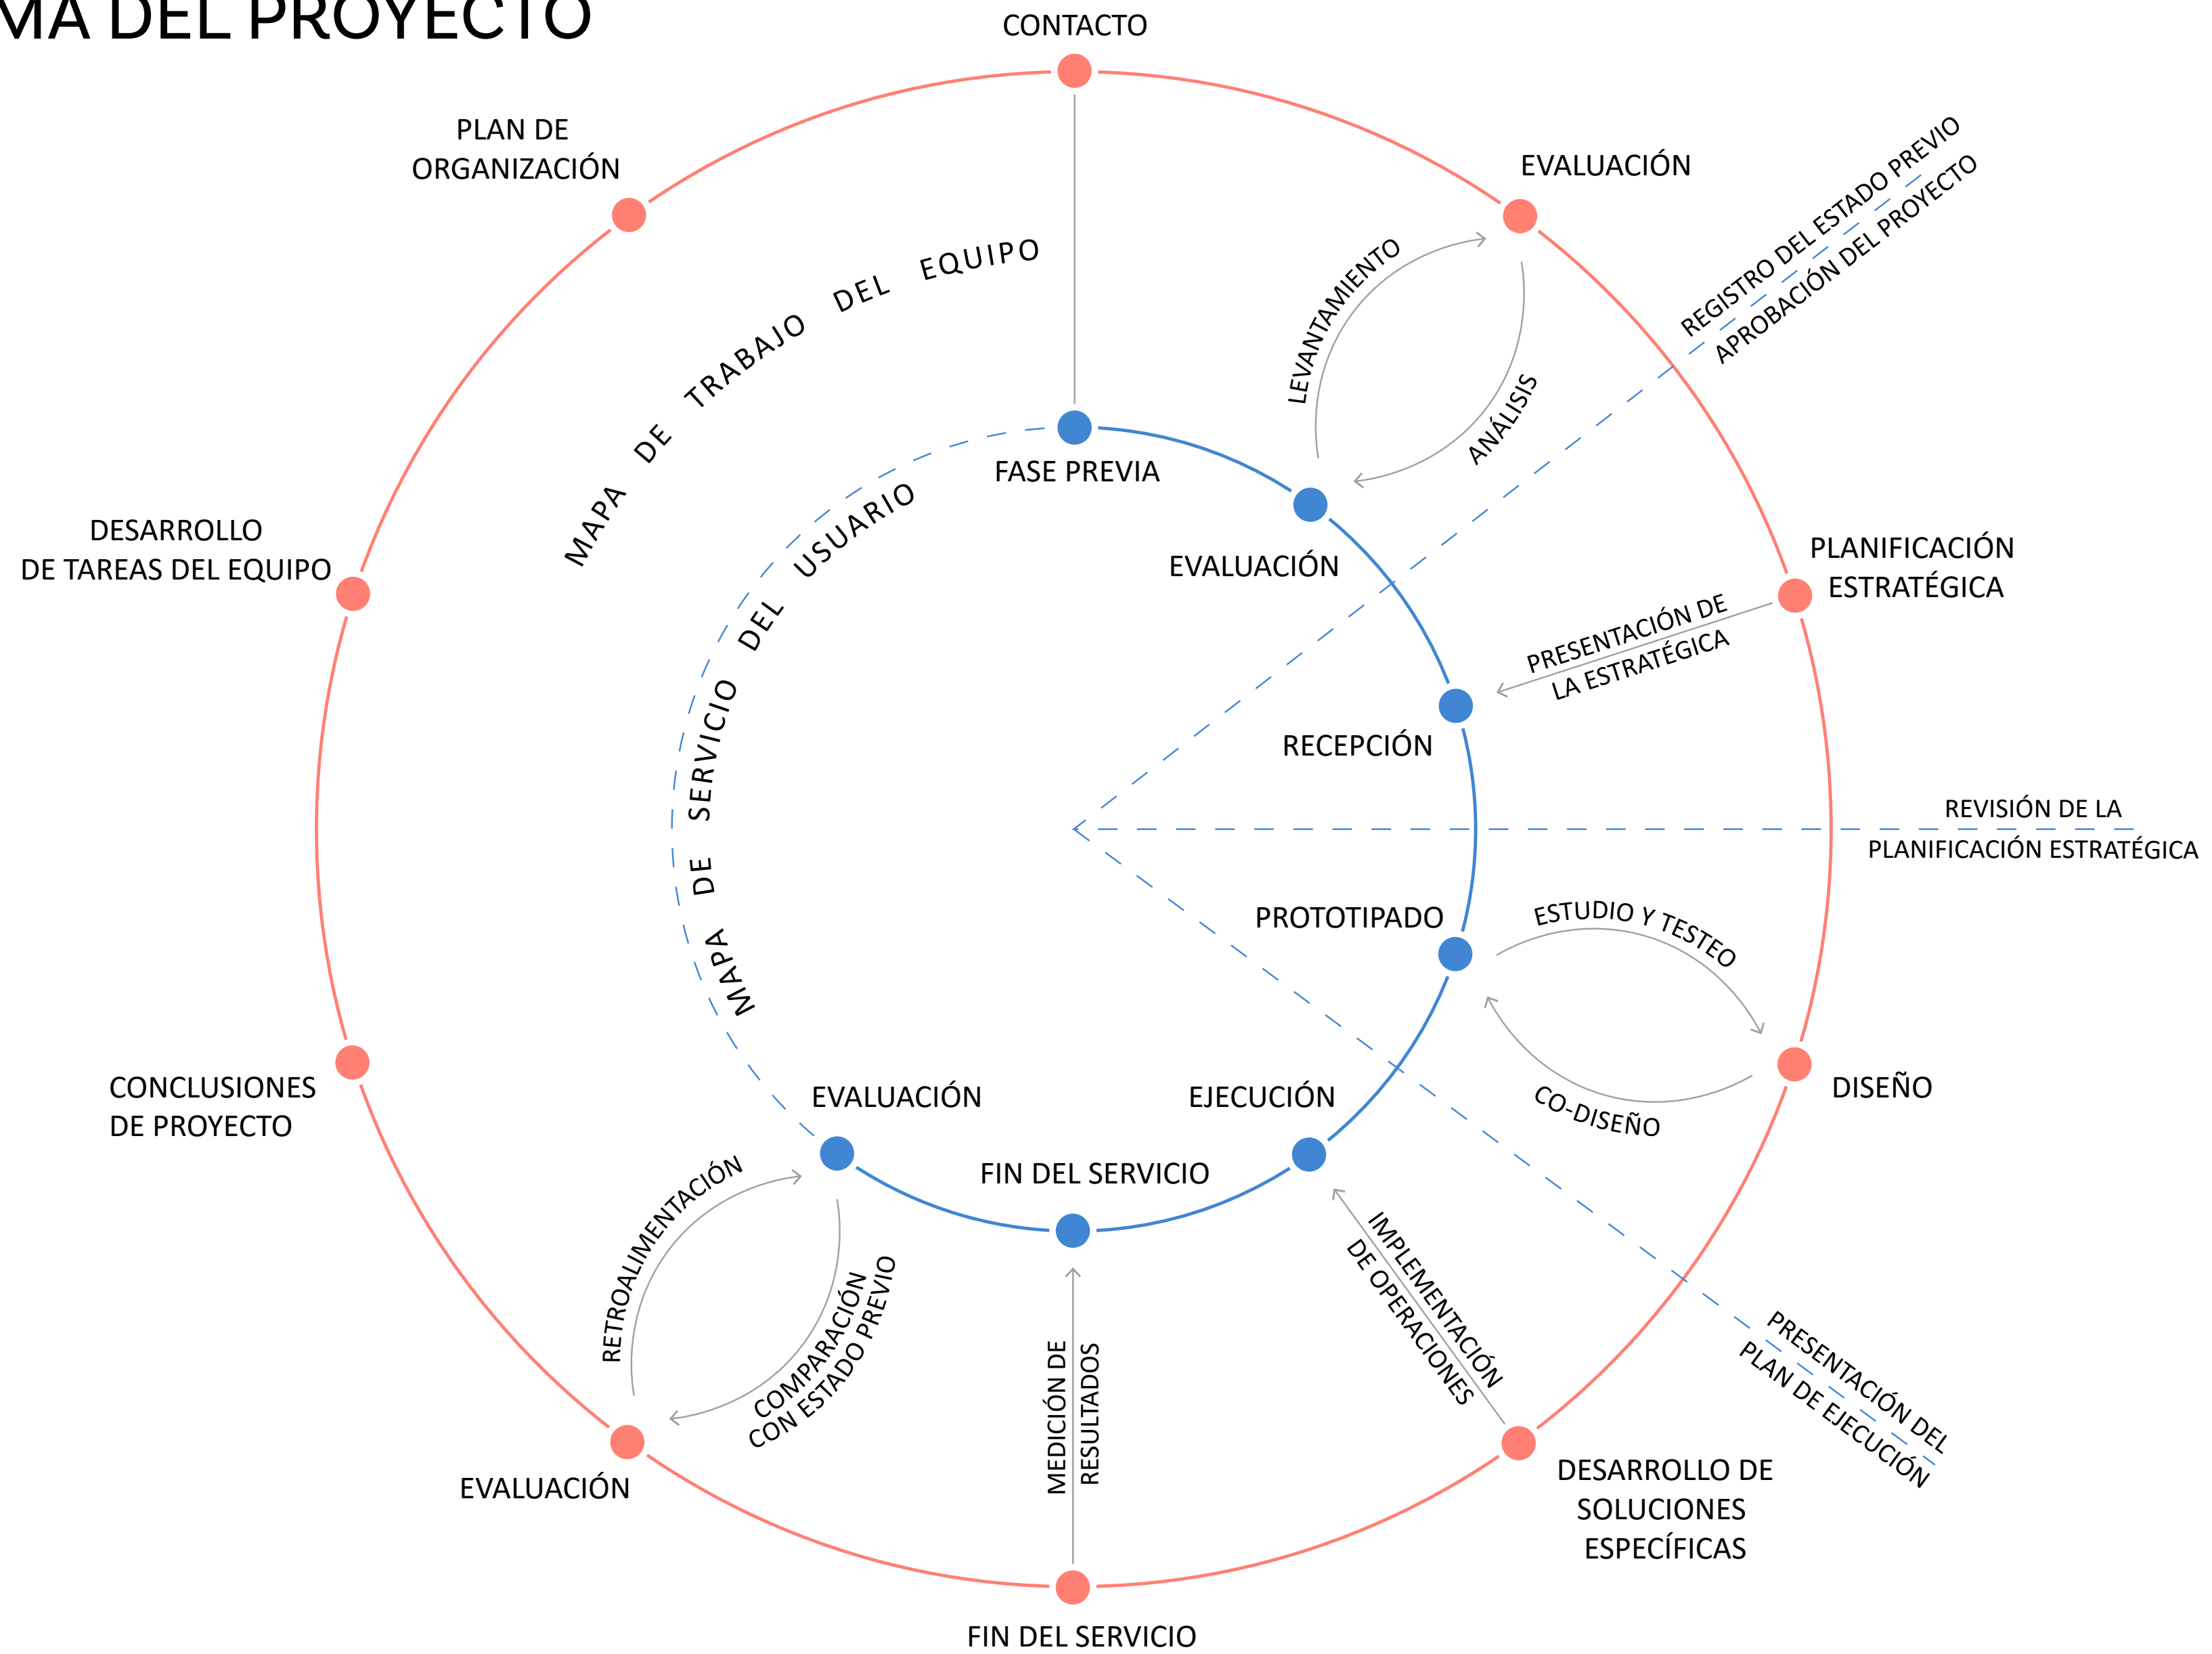 MA DEL PROYECTO
CONTACTO
PLAN DE
ORGANIZACIÓN
EVALUACIÓN
REGISTRO DEL ESTADO PREVIO
APROBACIÓN DEL PROYECTO
MAPA DE TRABAJO DEL EQUIPO
LEVANTAMIENTO
ANÁLISIS
FASE PREVIA
MAPA DE SERVICIO DEL USUARIO
DESARROLLO
DE TAREAS DEL EQUIPO
EVALUACIÓN
PLANIFICACIÓN
ESTRATÉGICA
PRESENTACIÓN DE
LA ESTRATÉGICA
RECEPCIÓN
REVISIÓN DE LA
PLANIFICACIÓN ESTRATÉGICA
PROTOTIPADO
ESTUDIO Y TESTEO
CO-DISEÑO
DISEÑO
CONCLUSIONES
DE PROYECTO
EVALUACIÓN
EJECUCIÓN
FIN DEL SERVICIO
RETROALIMENTACIÓN
COMPARACIÓN
CON ESTADO PREVIO
MEDICIÓN DE
RESULTADOS
IMPLEMENTACIÓN
DE OPERACIONES
PRESENTACIÓN DEL
PLAN DE EJECUCIÓN
EVALUACIÓN
DESARROLLO DE
SOLUCIONES
ESPECÍFICAS
FIN DEL SERVICIO